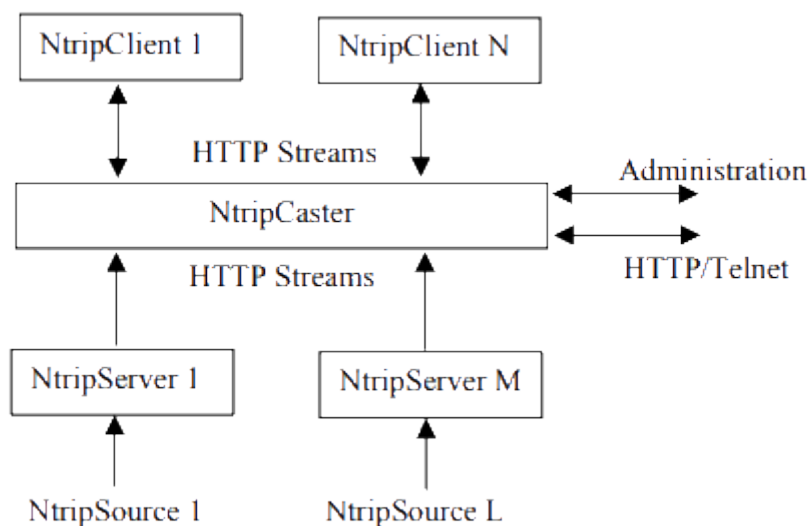 NtripClient 1
NtripClient N
HTTP Streams
Administration
NtripCaster
HTTP Streams
HTTP/Telnet
NtripServer 1
NtripServer M
NtripSource 1
NtripSource L